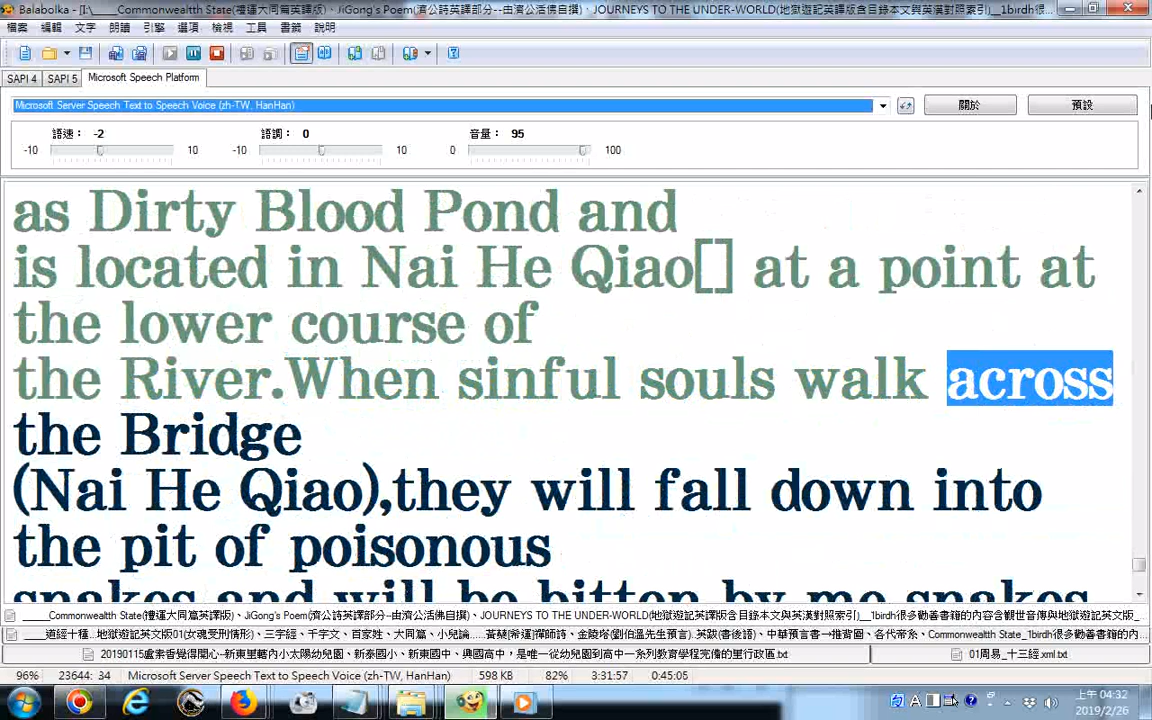 Balabolka - [I:\_____Commonwealtth State(禮運大同篇英譯版)、JiGong's Poem(濟公詩英譯部分--由濟公活佛自撰)、JOURNEYS TO THE UNDER-WORLD(地獄遊記英譯版含目錄本文與英漢對照索引)__1birdh很...
檔案 編輯 文字 朗讀 引擎 選項 檢視 工具 書籤 說明
SAPI 4 SAPI 5 Microsoft Speech Platform
Microsoft Server Speech Text to Speech Voice (zh-TW, HanHan) 關於 預設
語速： -2 語調： 0 音量： 95
-10 10 -10 10 0 100
as Dirty Blood Pond and
is located in Nai He Qiao[] at a point at
the lower course of
the River.When sinful souls walk across
the Bridge
(Nai He Qiao),they will fall down into
the pit of poisonous
snakes and will be bitten by me snakes
_____Commonwealtth State(禮運大同篇英譯版)、JiGong's Poem(濟公詩英譯部分--由濟公活佛自撰)、JOURNEYS TO THE UNDER-WORLD(地獄遊記英譯版含目錄本文與英漢對照索引)__1birdh很多勸善書籍的內容含觀世音傳與地獄遊記英文版_...
____道經十種...地獄遊記英文版01(女魂受刑情形)、三字經、千字文、百家姓、大同篇、小兒論......黃蘗[希運]禪師詩、金陵塔(劉伯溫先生預言).英跋(書後語)、中華預言書一推背圖、各代帝系、Commonwealth State_1birdh很多勸善書籍的內...
20190115盧素香覺得開心--新東里轄內小太陽幼兒園、新泰國小、新東國中、興國高中，是唯一從幼兒園到高中一系列教育學程完備的里行政區.txt 01周易_十三經.xml.txt
96% 23644: 34 Microsoft Server Speech Text to Speech Voice (zh-TW, HanHan) 598 KB 82% 3:31:57 0:45:05
上午 04:32
2019/2/26